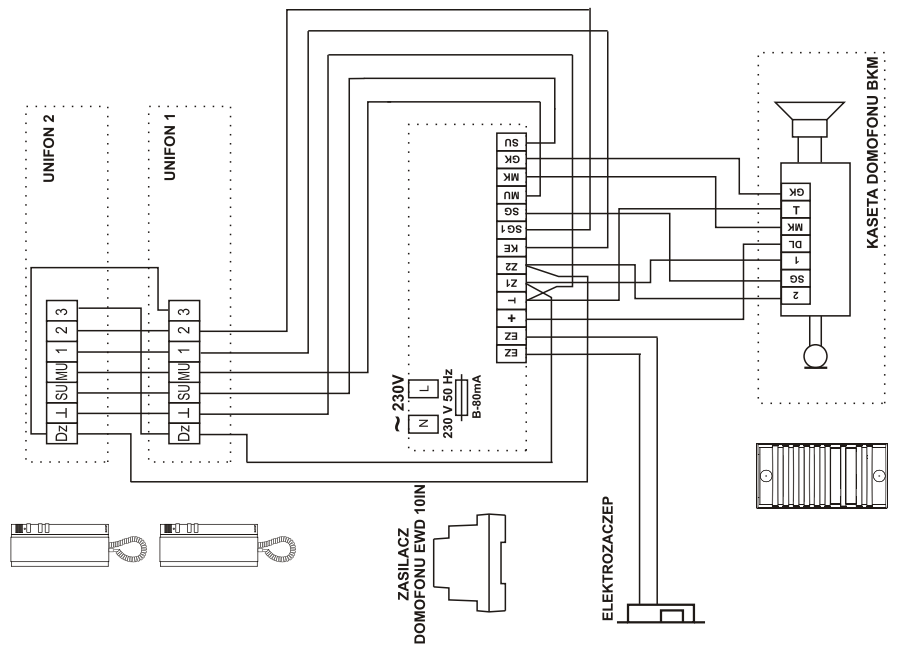 UNIFON 2
3
2
1
MU
SU
⊥
Dz
UNIFON 1
3
2
1
MU
SU
⊥
Dz
SU
GK
MK
MU
SG
SG1
KE
Z2
Z1
⊥
+
EZ
EZ
~ 230V
L
N
230 V 50 Hz
B-80mA
KASETA DOMOFONU BKM
GK
⊥
MK
DL
1
SG
2
ZASILACZ
DOMOFONU EWD 10IN
ELEKTROZACZEP